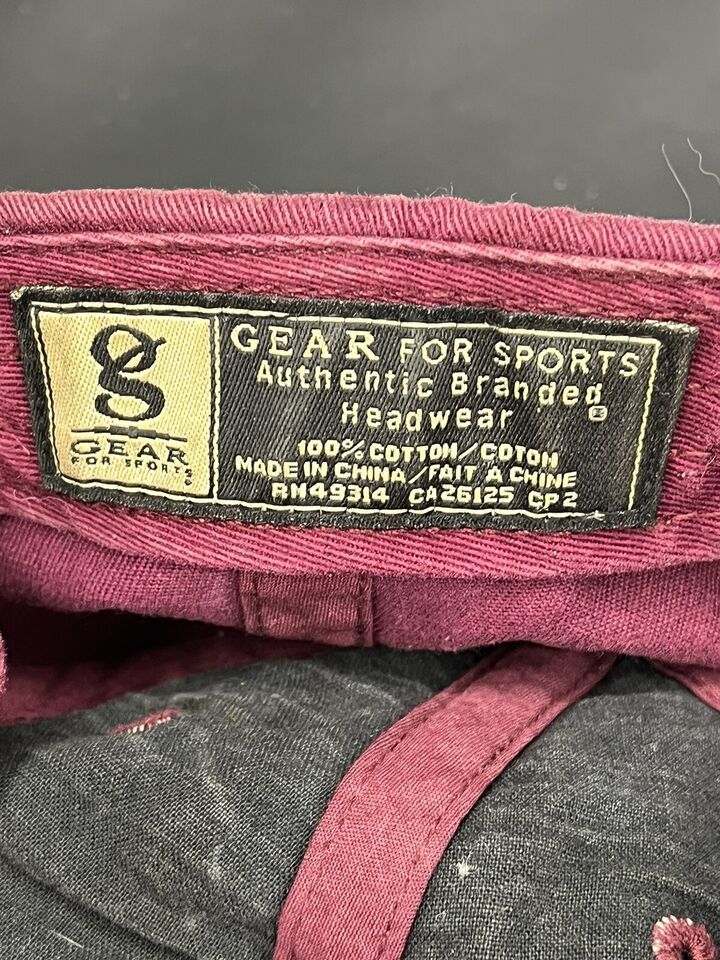 g
GEAR
FOR SPORTS®
GEAR FOR SPORTS
Authentic Branded
Headwear ®
100% COTTON/COTON
MADE IN CHINA/FAIT A CHINE
RN49314 CA26125 CP2